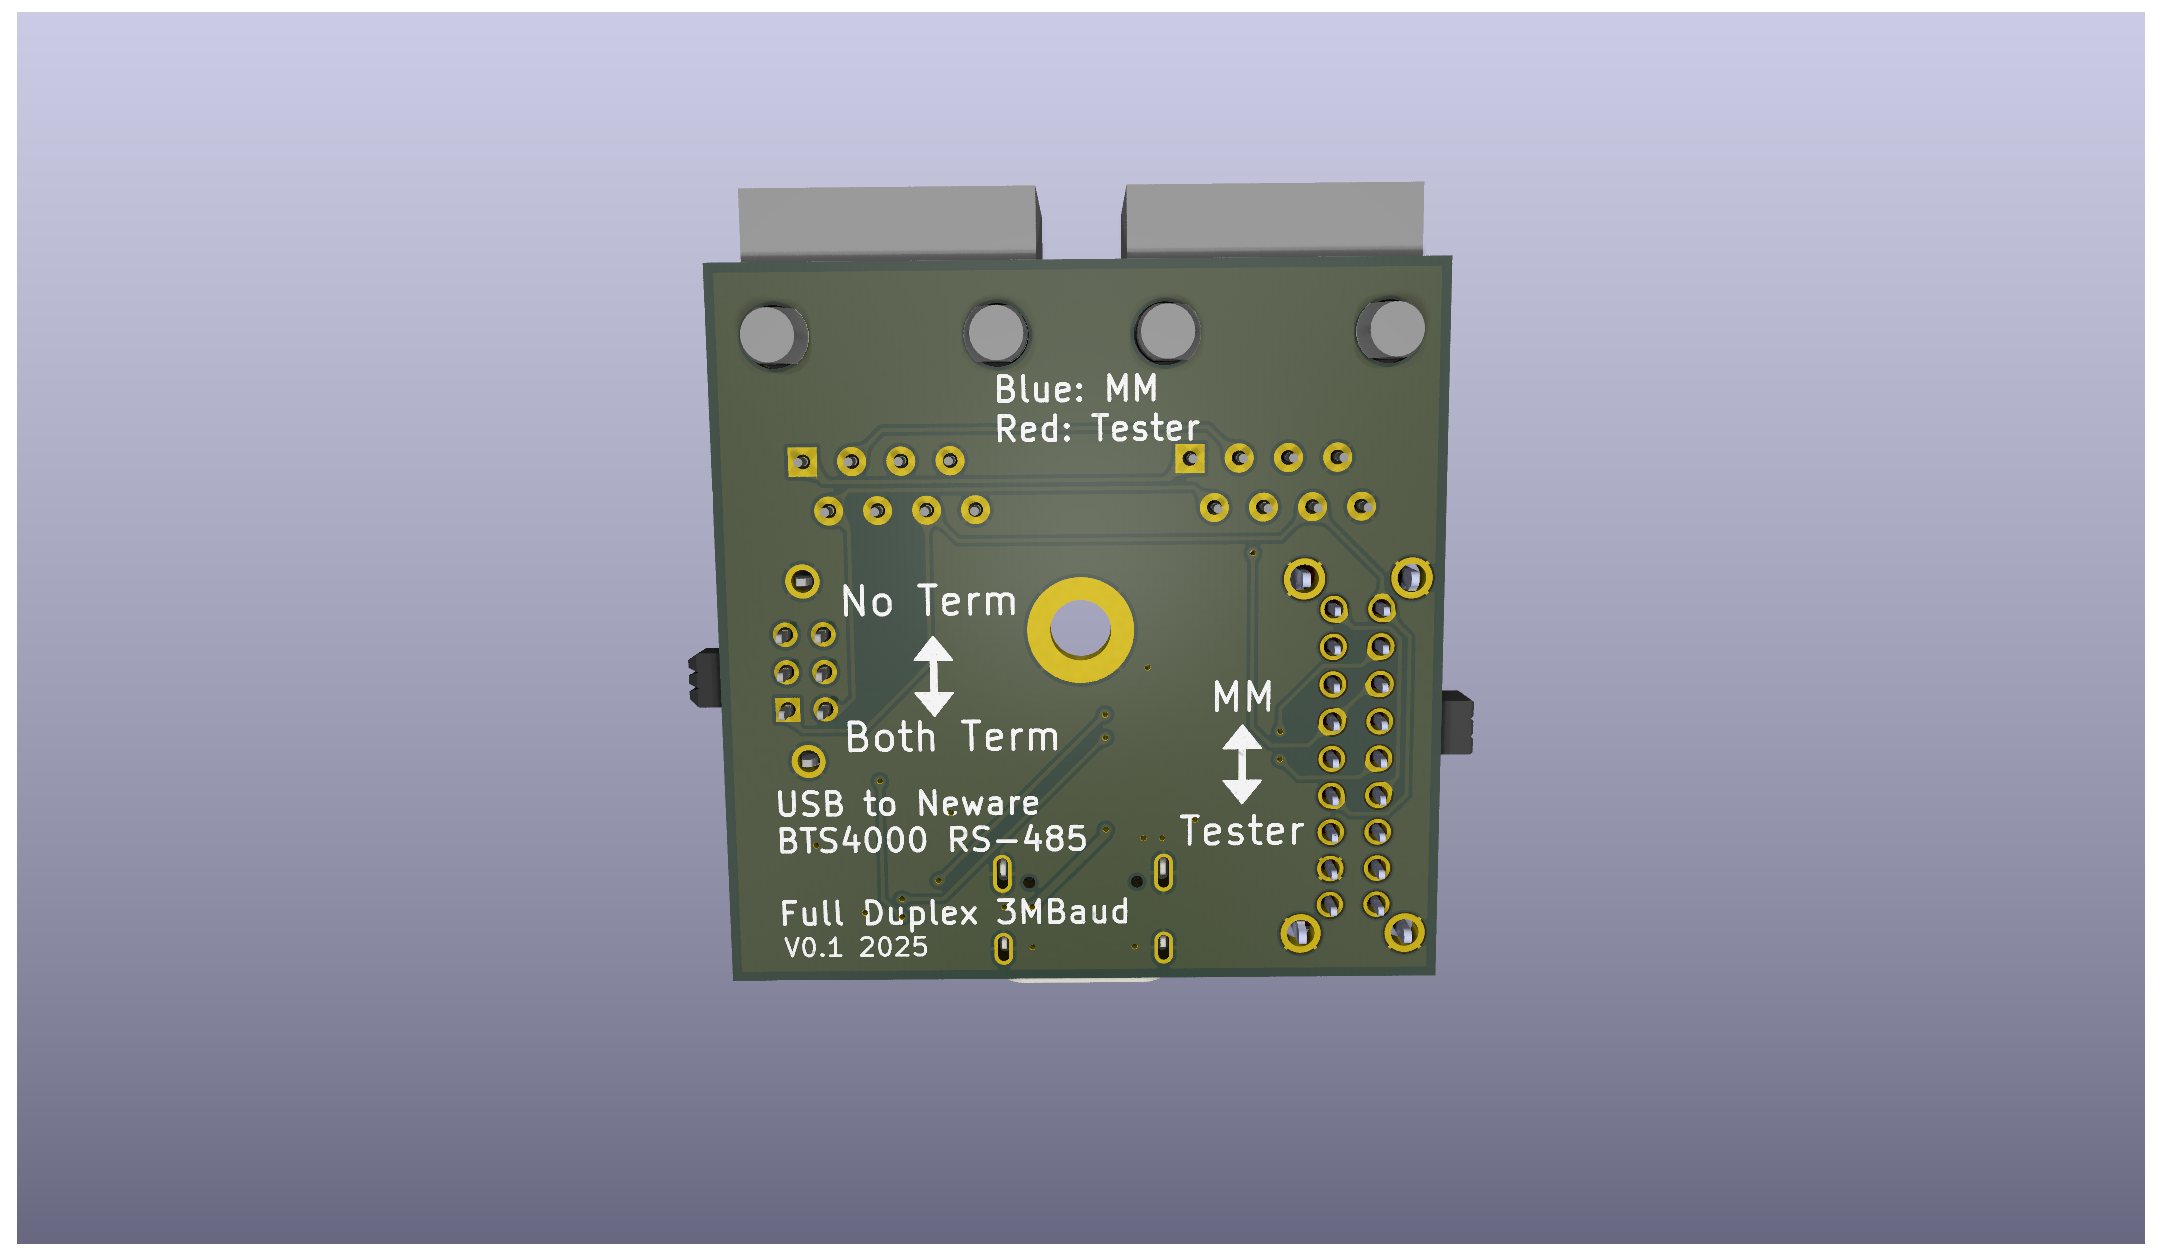 Blue: MM
Red: Tester
No Term
Both Term
MM
Tester
USB to Neware
BTS4000 RS-485
Full Duplex 3MBaud
V0.1 2025